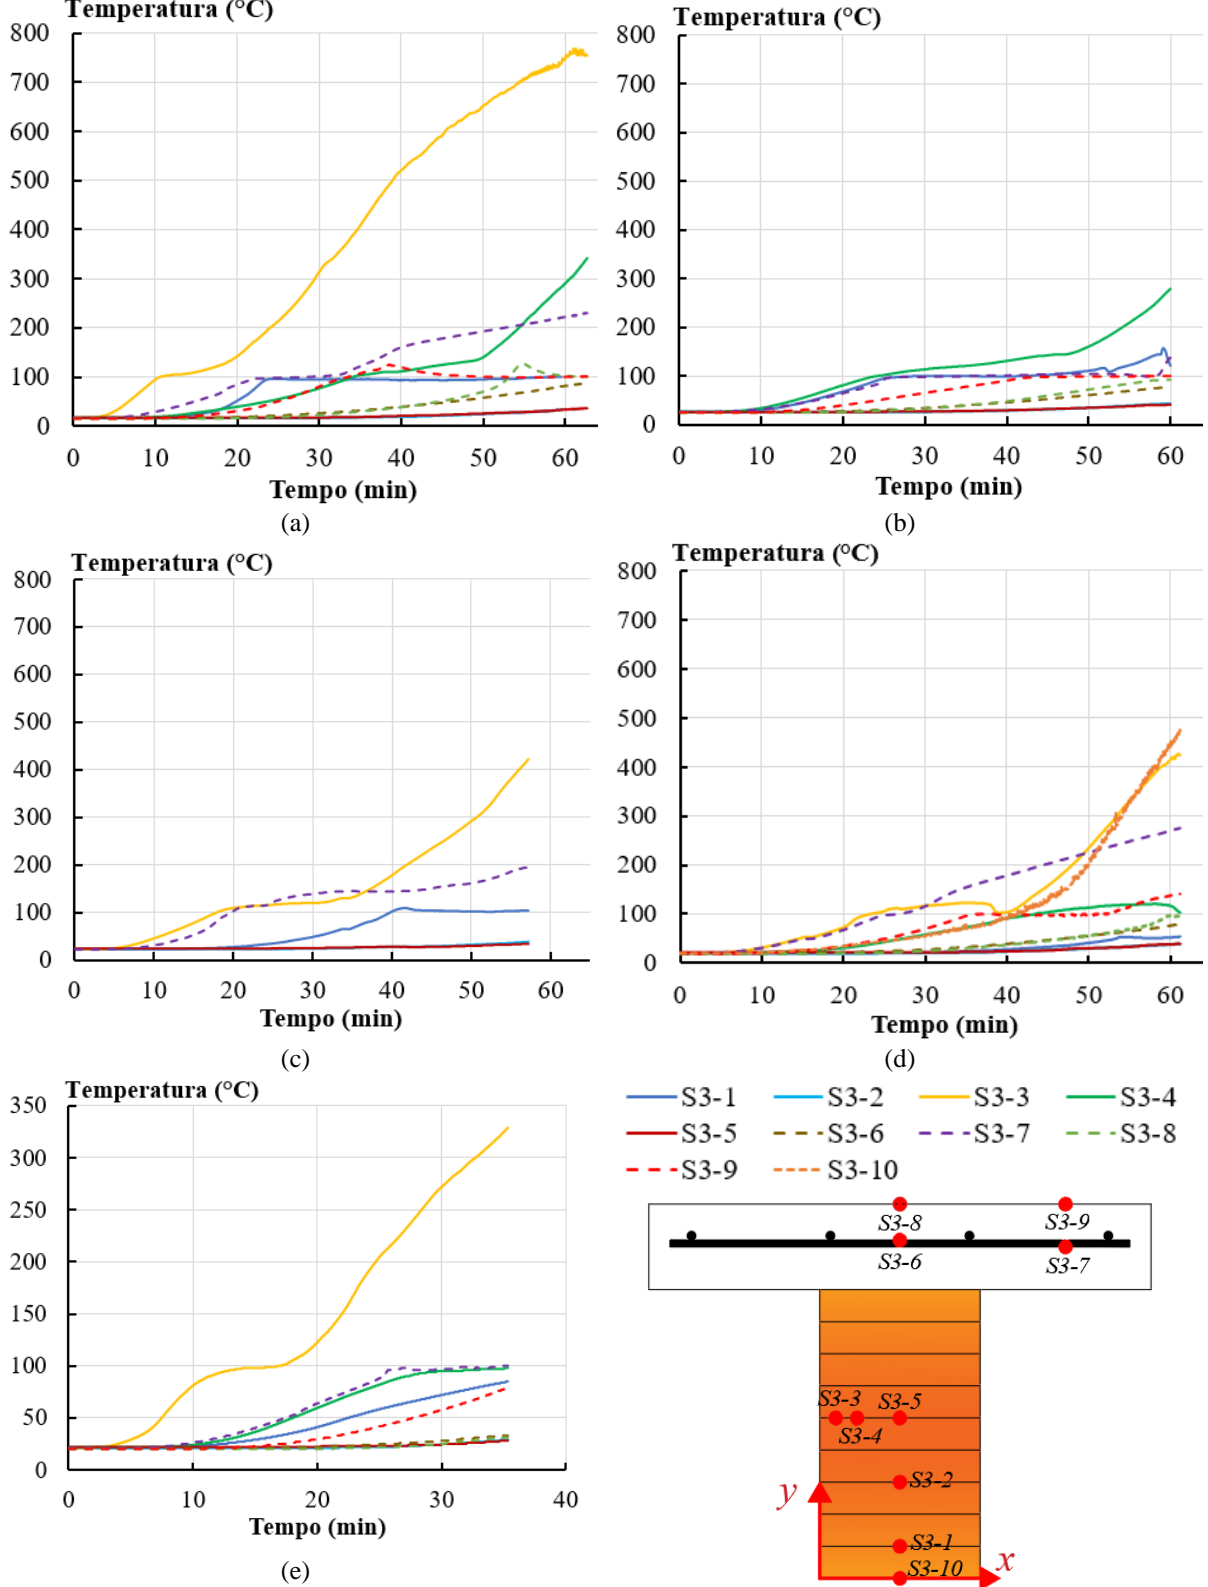 Temperatura (°C)
800
700
600
500
400
300
200
100
0
0 10 20 30 40 50 60
Tempo (min)
(a)
Temperatura (°C)
800
700
600
500
400
300
200
100
0
0 10 20 30 40 50 60
Tempo (min)
(b)
Temperatura (°C)
800
700
600
500
400
300
200
100
0
0 10 20 30 40 50 60
Tempo (min)
(c)
Temperatura (°C)
800
700
600
500
400
300
200
100
0
0 10 20 30 40 50 60
Tempo (min)
(d)
Temperatura (°C)
350
300
250
200
150
100
50
0
0 10 20 30 40
Tempo (min)
(e)
S3-1 S3-2 S3-3 S3-4
S3-5 S3-6 S3-7 S3-8
S3-9 S3-10
S3-8 S3-9
S3-6 S3-7
S3-3 S3-5
S3-4
S3-2
y
S3-1
x
S3-10